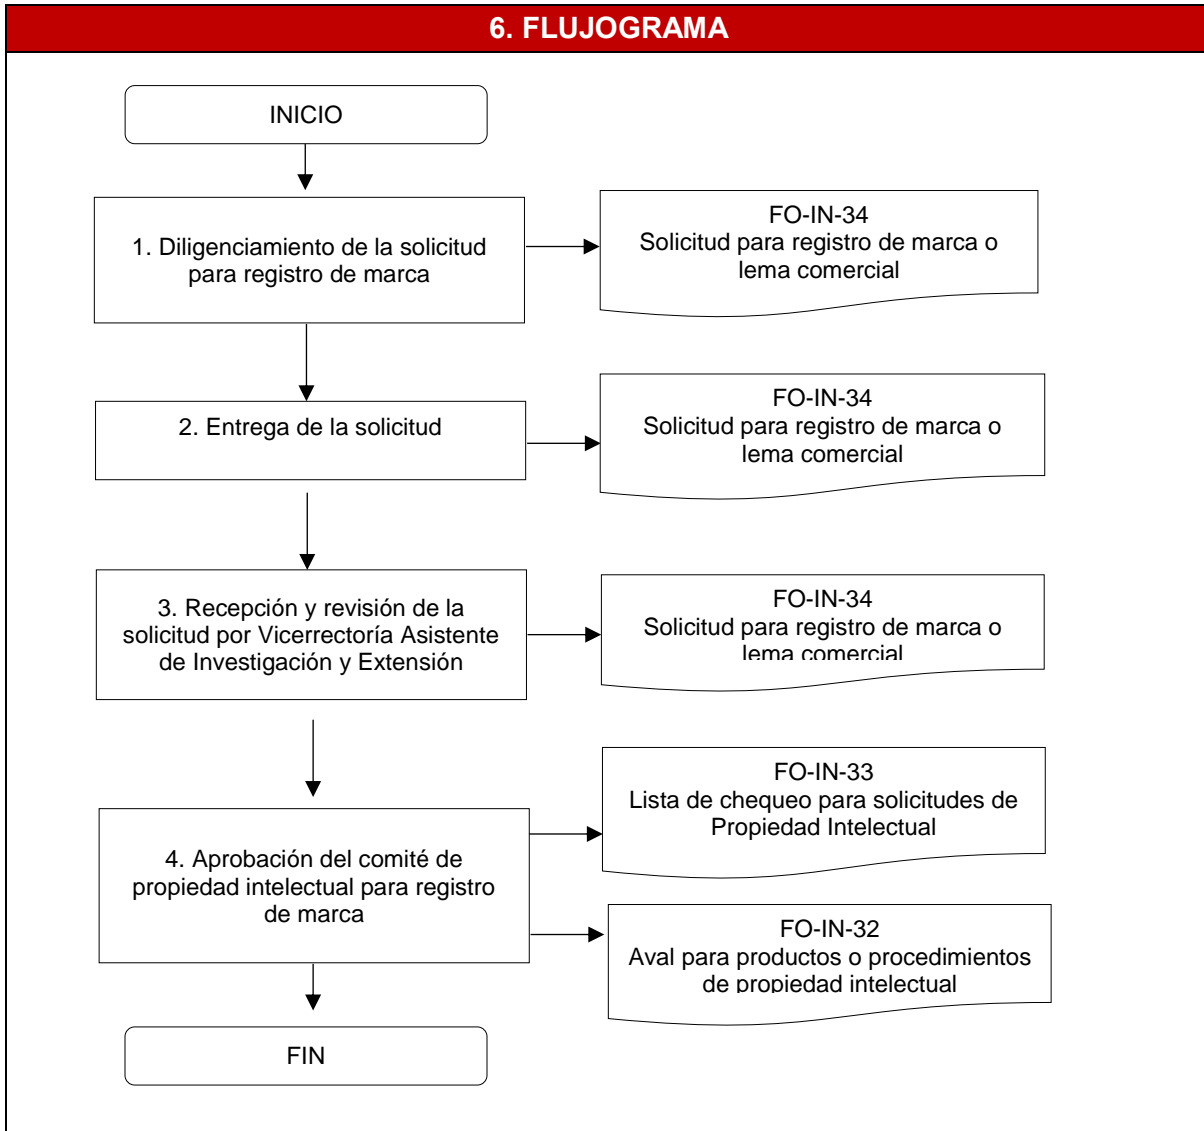 6. FLUJOGRAMA
INICIO
1. Diligenciamiento de la solicitud
para registro de marca
FO-IN-34
Solicitud para registro de marca o
lema comercial
2. Entrega de la solicitud
FO-IN-34
Solicitud para registro de marca o
lema comercial
3. Recepción y revisión de la
solicitud por Vicerrectoría Asistente
de Investigación y Extensión
FO-IN-34
Solicitud para registro de marca o
lema comercial
4. Aprobación del comité de
propiedad intelectual para registro
de marca
FO-IN-33
Lista de chequeo para solicitudes de
Propiedad Intelectual
FO-IN-32
Aval para productos o procedimientos
de propiedad intelectual
FIN